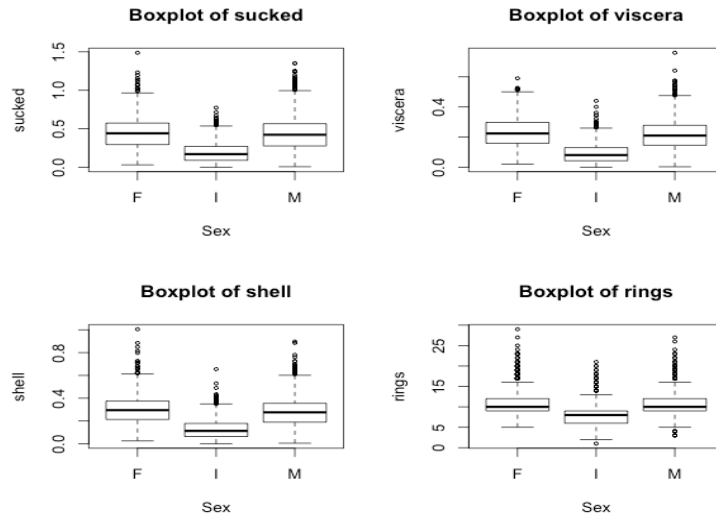 Boxplot of sucked
sucked
0.0 0.5 1.0 1.5
F I M
Sex
Boxplot of viscera
viscera
0.0 0.4
F I M
Sex
Boxplot of shell
shell
0.0 0.4 0.8
F I M
Sex
Boxplot of rings
rings
0 5 15 25
F I M
Sex